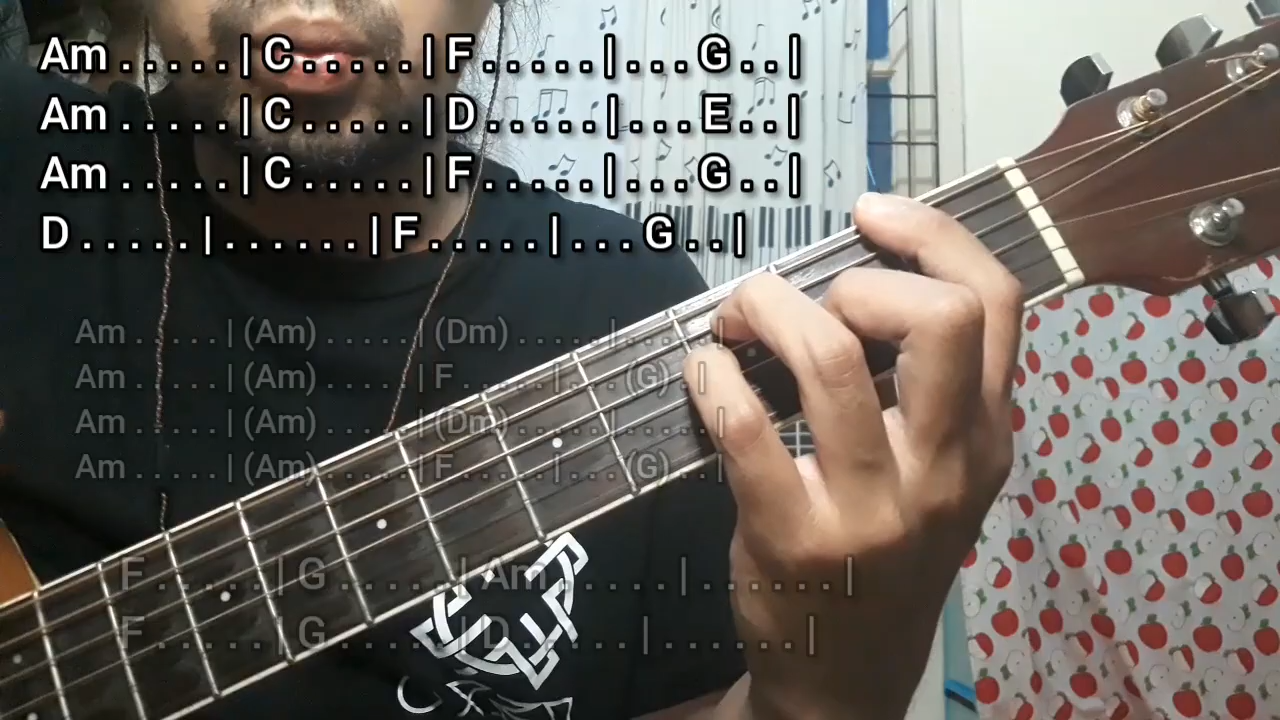 Am . . . . . | C . . . . . | F . . . . . | . . . G . . |
Am . . . . . | C . . . . . | D . . . . . | . . . E . . |
Am . . . . . | C . . . . . | F . . . . . | . . . G . . |
D . . . . . | . . . . . . | F . . . . . | . . . G . . |
Am . . . . . | (Am) . . . . . | (Dm) . . . . . | . . . . . . |
Am . . . . . | (Am) . . . . . | F . . . . . | . . . (G) . . |
Am . . . . . | (Am) . . . . . | (Dm) . . . . . | . . . . . . |
Am . . . . . | (Am) . . . . . | F . . . . . | . . . (G) . . |
F . . . . . | G . . . . . | Am . . . . . | . . . . . . |
F . . . . . | G . . . . . | D . . . . . | . . . . . . |